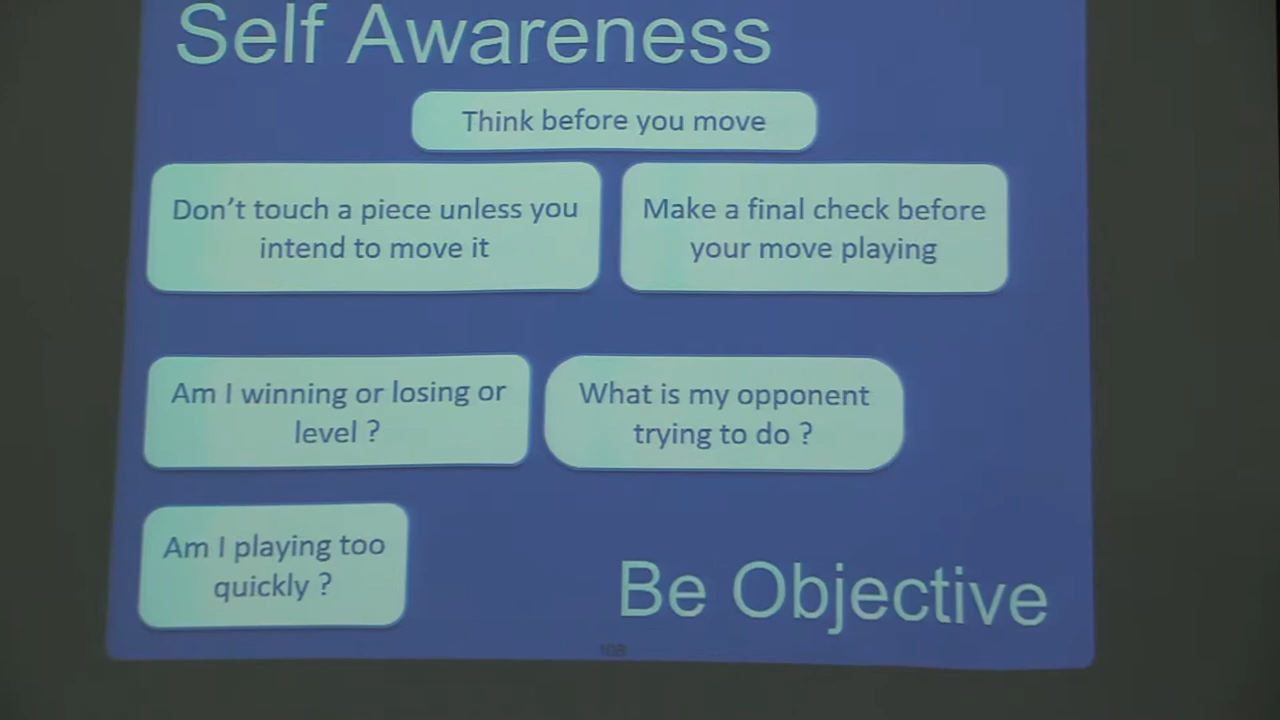 Self Awareness
Think before you move
Don't touch a piece unless you
intend to move it
Make a final check before
your move playing
Am I winning or losing or
level ?
What is my opponent
trying to do ?
Am I playing too
quickly ?
Be Objective